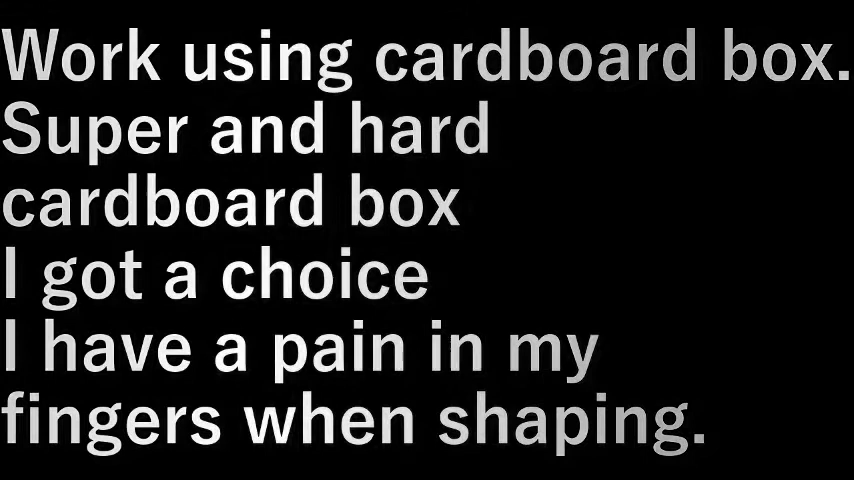 Work using cardboard box.
Super and hard
cardboard box
I got a choice
I have a pain in my
fingers when shaping.